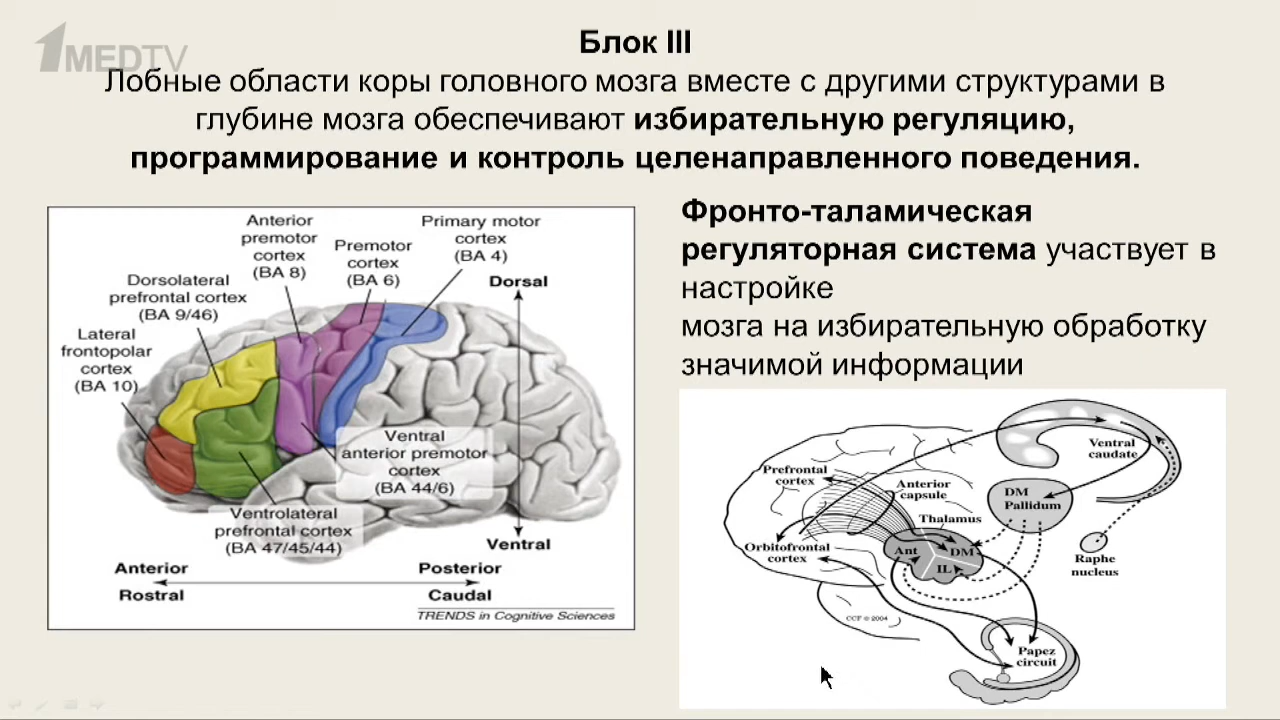 1MEDTV
Блок III
Лобные области коры головного мозга вместе с другими структурами в
глубине мозга обеспечивают избирательную регуляцию,
программирование и контроль целенаправленного поведения.
Фронто-таламическая
регуляторная система участвует в
настройке
мозга на избирательную обработку
значимой информации
Anterior
premotor
cortex
(BA 8)
Premotor
cortex
(BA 6)
Primary motor
cortex
(BA 4)
Dorsolateral
prefrontal cortex
(BA 9/46)
Lateral
frontopolar
cortex
(BA 10)
Dorsal
Ventral
anterior premotor
cortex
(BA 44/6)
Ventrolateral
prefrontal cortex
(BA 47/45/44)
Ventral
Anterior
Posterior
Rostral
Caudal
TRENDS in Cognitive Sciences
Ventral
caudate
Prefrontal
cortex
Anterior
capsule
DM
Pallidum
Thalamus
Orbitofrontal
cortex
Ant
DM
IL
Raphe
nucleus
CCF © 2004
Papez
circuit